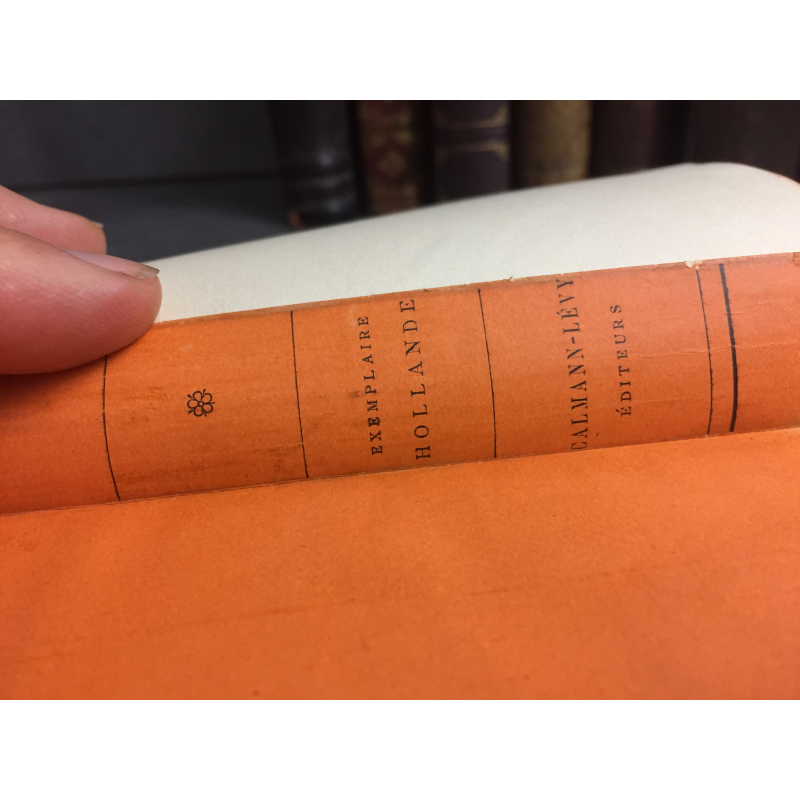 EXEMPLAIRE
HOLLANDE
CALMANN-LÉVY
ÉDITEURS